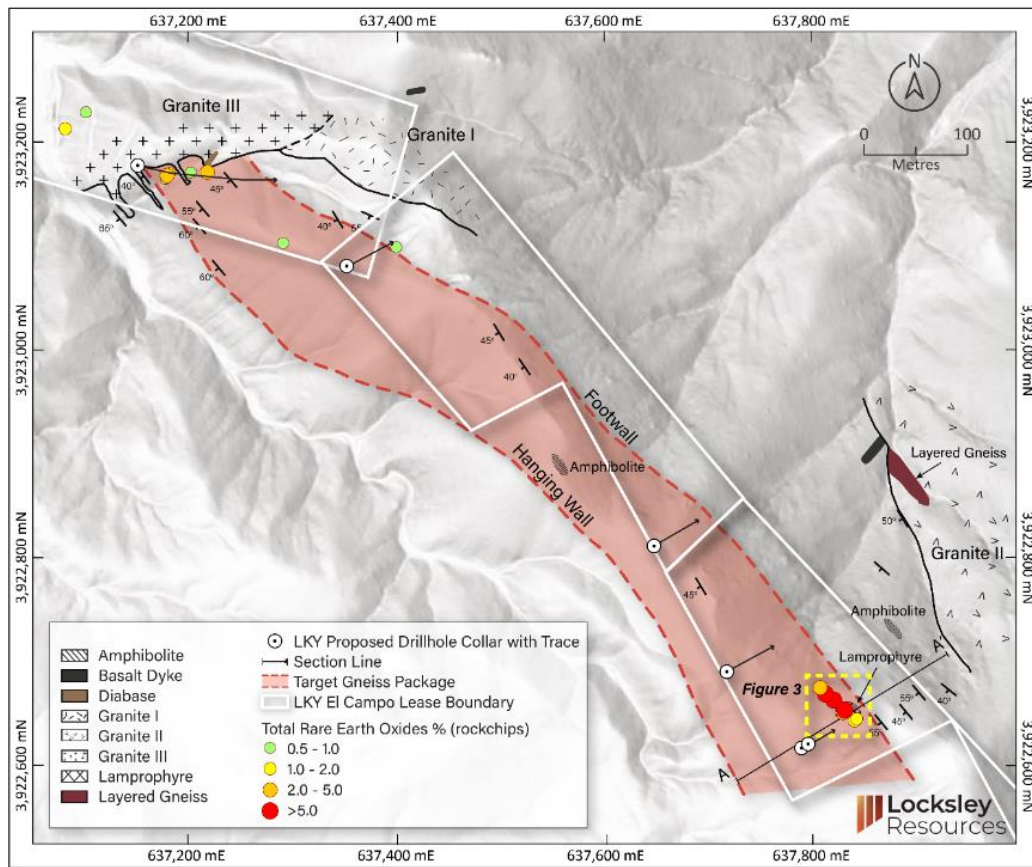 637,200 mE
637,400 mE
637,600 mE
637,800 mE
3,923,200 mN
3,923,000 mN
3,922,800 mN
3,922,600 mN
3,923,200 mN
3,923,000 mN
3,922,800 mN
3,922,600 mN
N
0 100
Metres
Granite III
Granite I
40°
45°
55°
65°
60°
60°
40°
55°
45°
40°
Footwall
Hanging Wall
Amphibolite
Layered Gneiss
50°
Granite II
45°
Amphibolite
A'
Lamprophyre
Figure 3
55°
40°
45°
55°
A
Amphibolite
Basalt Dyke
Diabase
Granite I
Granite II
Granite III
Lamprophyre
Layered Gneiss
LKY Proposed Drillhole Collar with Trace
Section Line
Target Gneiss Package
LKY El Campo Lease Boundary
Total Rare Earth Oxides % (rockchips)
0.5 - 1.0
1.0 - 2.0
2.0 - 5.0
>5.0
Locksley
Resources
637,200 mE
637,400 mE
637,600 mE
637,800 mE